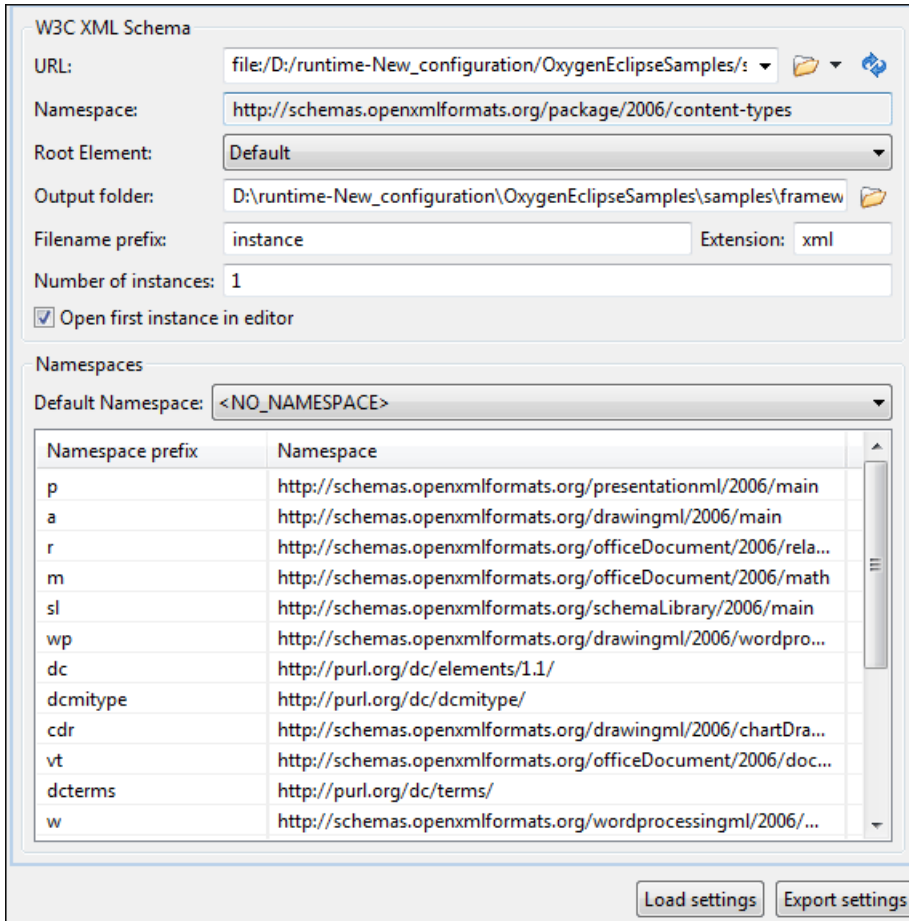 W3C XML Schema
URL: file:/D:/runtime-New_configuration/OxygenEclipseSamples/s
Namespace: http://schemas.openxmlformats.org/package/2006/content-types
Root Element: Default
Output folder: D:\runtime-New_configuration\OxygenEclipseSamples\samples\framew
Filename prefix: instance Extension: xml
Number of instances: 1
Open first instance in editor
Namespaces
Default Namespace: <NO_NAMESPACE>
Namespace prefix Namespace
p http://schemas.openxmlformats.org/presentationml/2006/main
a http://schemas.openxmlformats.org/drawingml/2006/main
r http://schemas.openxmlformats.org/officeDocument/2006/rela...
m http://schemas.openxmlformats.org/officeDocument/2006/math
sl http://schemas.openxmlformats.org/schemaLibrary/2006/main
wp http://schemas.openxmlformats.org/drawingml/2006/wordpro...
dc http://purl.org/dc/elements/1.1/
dcmitype http://purl.org/dc/dcmitype/
cdr http://schemas.openxmlformats.org/drawingml/2006/chartDra...
vt http://schemas.openxmlformats.org/officeDocument/2006/doc...
dcterms http://purl.org/dc/terms/
w http://schemas.openxmlformats.org/wordprocessingml/2006/...
Load settings Export settings